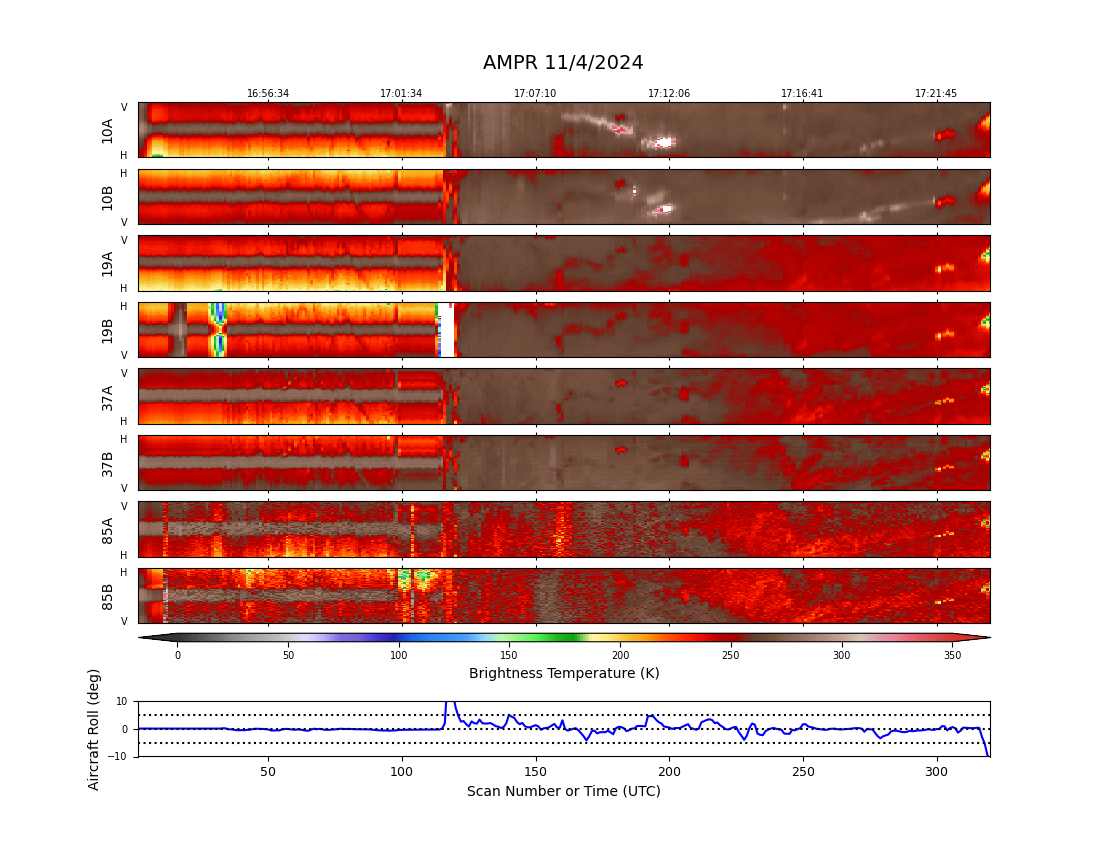 AMPR 11/4/2024
16:56:34 17:01:34 17:07:10 17:12:06 17:16:41 17:21:45
V
10A
H
H
10B
V
V
19A
H
H
19B
V
V
37A
H
H
37B
V
V
85A
H
H
85B
V
0 50 100 150 200 250 300 350
Brightness Temperature (K)
Aircraft Roll (deg)
10
0
−10
50 100 150 200 250 300
Scan Number or Time (UTC)